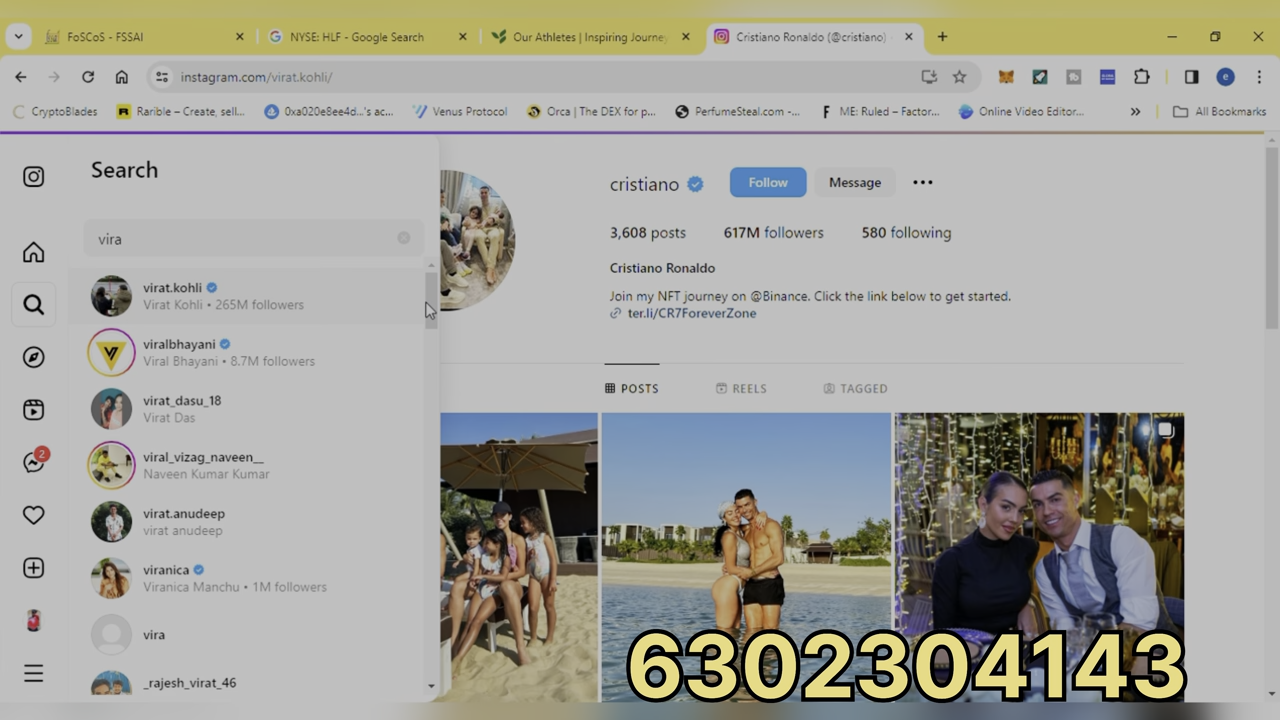 FoSCoS - FSSAI
NYSE: HLF - Google Search
Our Athletes | Inspiring Journe
Cristiano Ronaldo (@cristiano)
instagram.com/virat.kohli/
e
CryptoBlades
Rarible – Create, sell...
0xa020e8ee4d...'s ac...
Venus Protocol
Orca | The DEX for p...
PerfumeSteal.com -...
ME: Ruled – Factor...
Online Video Editor...
All Bookmarks
Search
vira
virat.kohli
Virat Kohli • 265M followers
viralbhayani
Viral Bhayani • 8.7M followers
virat_dasu_18
Virat Das
viral_vizag_naveen__
Naveen Kumar Kumar
virat.anudeep
virat anudeep
viranica
Viranica Manchu • 1M followers
vira
_rajesh_virat_46
2
cristiano
Follow
Message
3,608 posts 617M followers 580 following
Cristiano Ronaldo
Join my NFT journey on @Binance. Click the link below to get started.
ter.li/CR7ForeverZone
POSTS
REELS
TAGGED
6302304143